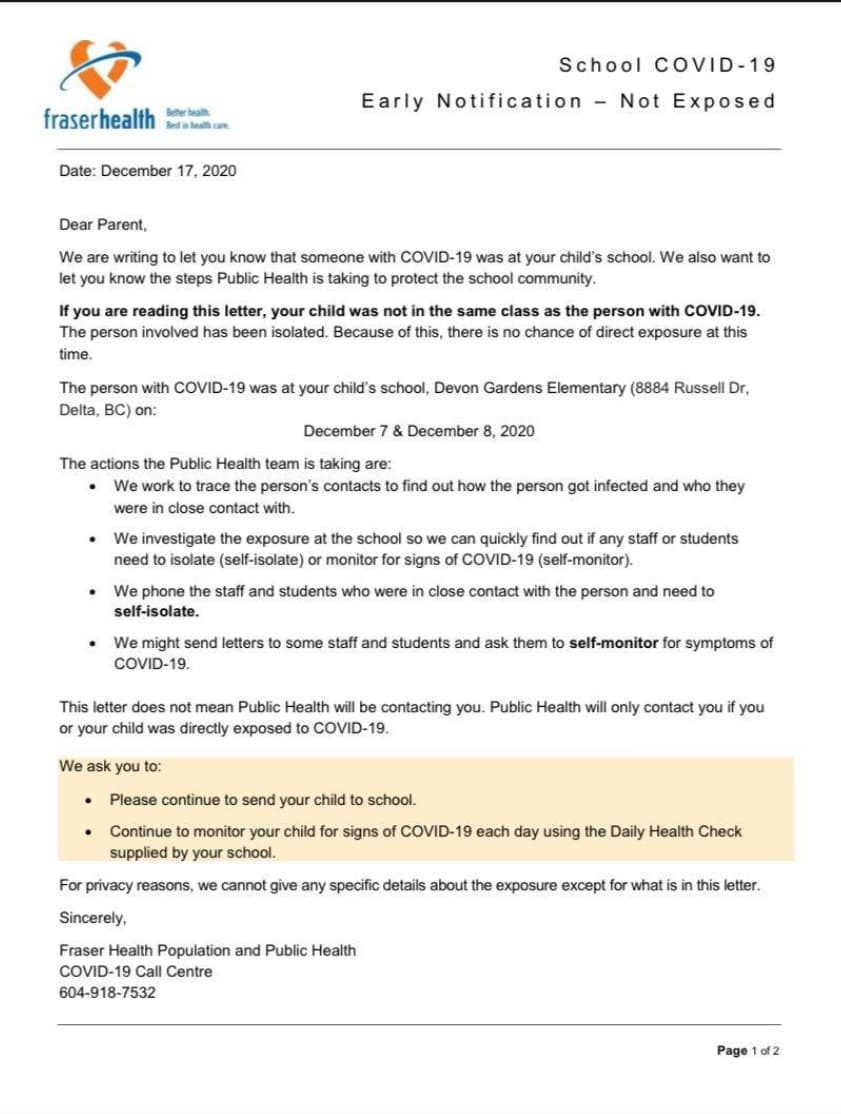 School COVID-19
Early Notification – Not Exposed
fraserhealth
Better health.
Best in health care.
Date: December 17, 2020
Dear Parent,
We are writing to let you know that someone with COVID-19 was at your child's school. We also want to
let you know the steps Public Health is taking to protect the school community.
If you are reading this letter, your child was not in the same class as the person with COVID-19.
The person involved has been isolated. Because of this, there is no chance of direct exposure at this
time.
The person with COVID-19 was at your child's school, Devon Gardens Elementary (8884 Russell Dr,
Delta, BC) on:
December 7 & December 8, 2020
The actions the Public Health team is taking are:
• We work to trace the person's contacts to find out how the person got infected and who they
were in close contact with.
• We investigate the exposure at the school so we can quickly find out if any staff or students
need to isolate (self-isolate) or monitor for signs of COVID-19 (self-monitor).
• We phone the staff and students who were in close contact with the person and need to
self-isolate.
• We might send letters to some staff and students and ask them to self-monitor for symptoms of
COVID-19.
This letter does not mean Public Health will be contacting you. Public Health will only contact you if you
or your child was directly exposed to COVID-19.
We ask you to:
• Please continue to send your child to school.
• Continue to monitor your child for signs of COVID-19 each day using the Daily Health Check
supplied by your school.
For privacy reasons, we cannot give any specific details about the exposure except for what is in this letter.
Sincerely,
Fraser Health Population and Public Health
COVID-19 Call Centre
604-918-7532
Page 1 of 2